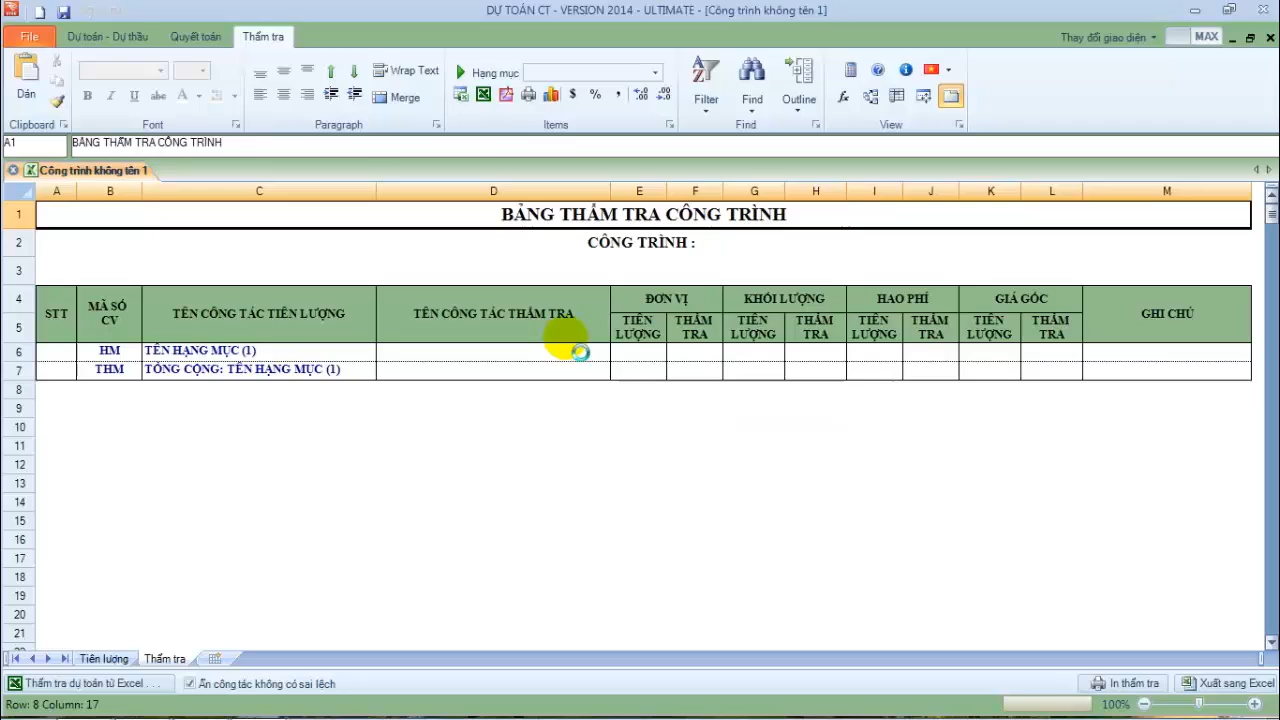 DỰ TOÁN CT - VERSION 2014 - ULTIMATE - [Công trình không tên 1]
File Dự toán - Dự thầu Quyết toán Thẩm tra Thay đổi giao diện MAX
Dán
Wrap Text
Merge
Hạng mục
$ % ,
Filter Find Outline
B I U abc A
Clipboard Font Paragraph Items Find View
A1 BẢNG THẨM TRA CÔNG TRÌNH
Công trình không tên 1
A B C D E F G H I J K L M
1 BẢNG THẨM TRA CÔNG TRÌNH
2 CÔNG TRÌNH :
3
4 STT MÃ SỐ CV TÊN CÔNG TÁC TIÊN LƯỢNG TÊN CÔNG TÁC THẨM TRA ĐƠN VỊ KHỐI LƯỢNG HAO PHÍ GIÁ GỐC GHI CHÚ
5 TIÊN LƯỢNG THẨM TRA TIÊN LƯỢNG THẨM TRA TIÊN LƯỢNG THẨM TRA TIÊN LƯỢNG THẨM TRA
6 HM TÊN HẠNG MỤC (1)
7 THM TỔNG CỘNG: TÊN HẠNG MỤC (1)
8
9
10
11
12
13
14
15
16
17
18
19
20
21
Tiên lượng Thẩm tra
Thẩm tra dự toán từ Excel . . . Ẩn công tác không có sai lệch In thẩm tra Xuất sang Excel
Row: 8 Column: 17 100%